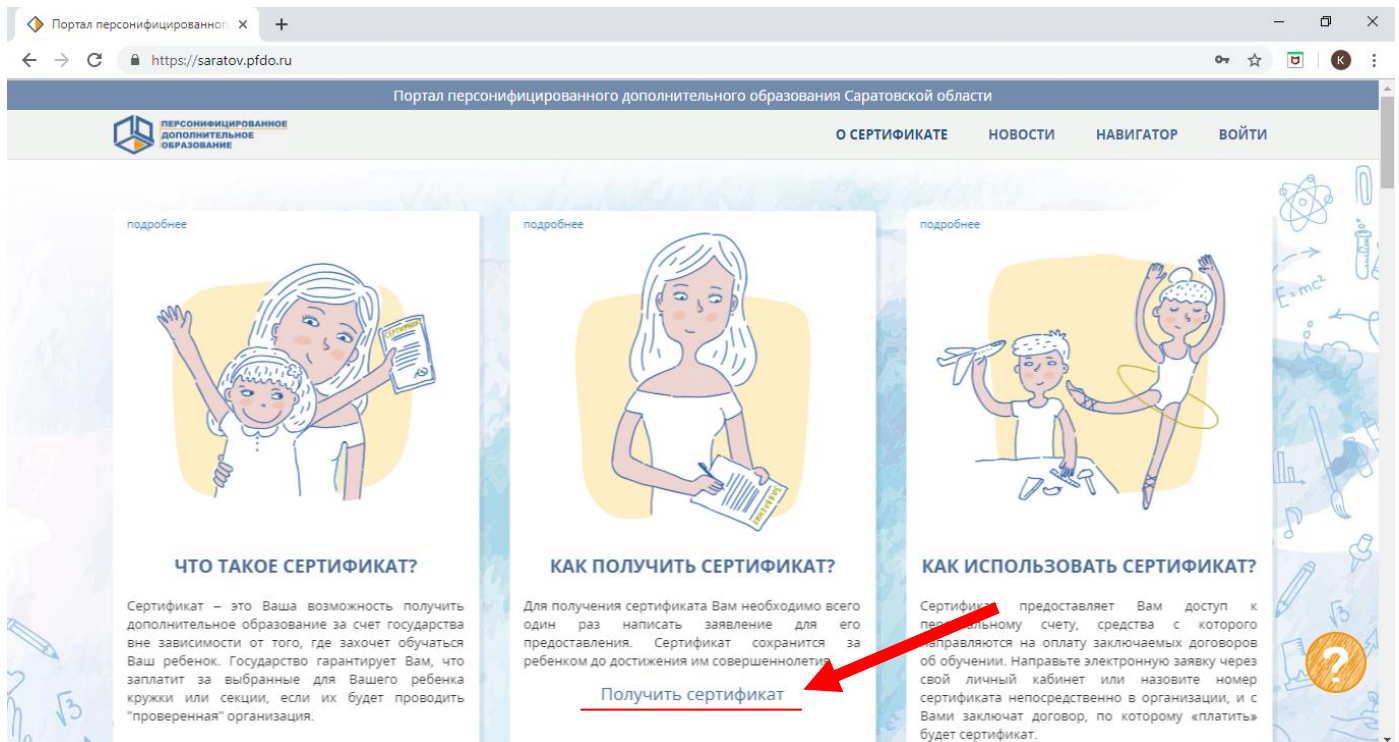 Портал персонифицированног
https://saratov.pfdo.ru
K
Портал персонифицированного дополнительного образования Саратовской области
ПЕРСОНИФИЦИРОВАННОЕ
ДОПОЛНИТЕЛЬНОЕ
ОБРАЗОВАНИЕ
О СЕРТИФИКАТЕ НОВОСТИ НАВИГАТОР ВОЙТИ
подробнее
СЕРТИФИКАТ
ЧТО ТАКОЕ СЕРТИФИКАТ?
Сертификат – это Ваша возможность получить
дополнительное образование за счет государства
вне зависимости от того, где захочет обучаться
Ваш ребенок. Государство гарантирует Вам, что
заплатит за выбранные для Вашего ребенка
кружки или секции, если их будет проводить
"проверенная" организация.
подробнее
КАК ПОЛУЧИТЬ СЕРТИФИКАТ?
Для получения сертификата Вам необходимо всего
один раз написать заявление для его
предоставления. Сертификат сохранится за
ребенком до достижения им совершеннолетия
Получить сертификат
подробнее
КАК ИСПОЛЬЗОВАТЬ СЕРТИФИКАТ?
Сертификат предоставляет Вам доступ к
персональному счету, средства с которого
направляются на оплату заключаемых договоров
об обучении. Направьте электронную заявку через
свой личный кабинет или назовите номер
сертификата непосредственно в организации, и с
Вами заключат договор, по которому «платить»
будет сертификат.
E=mc²
√3
√3
?